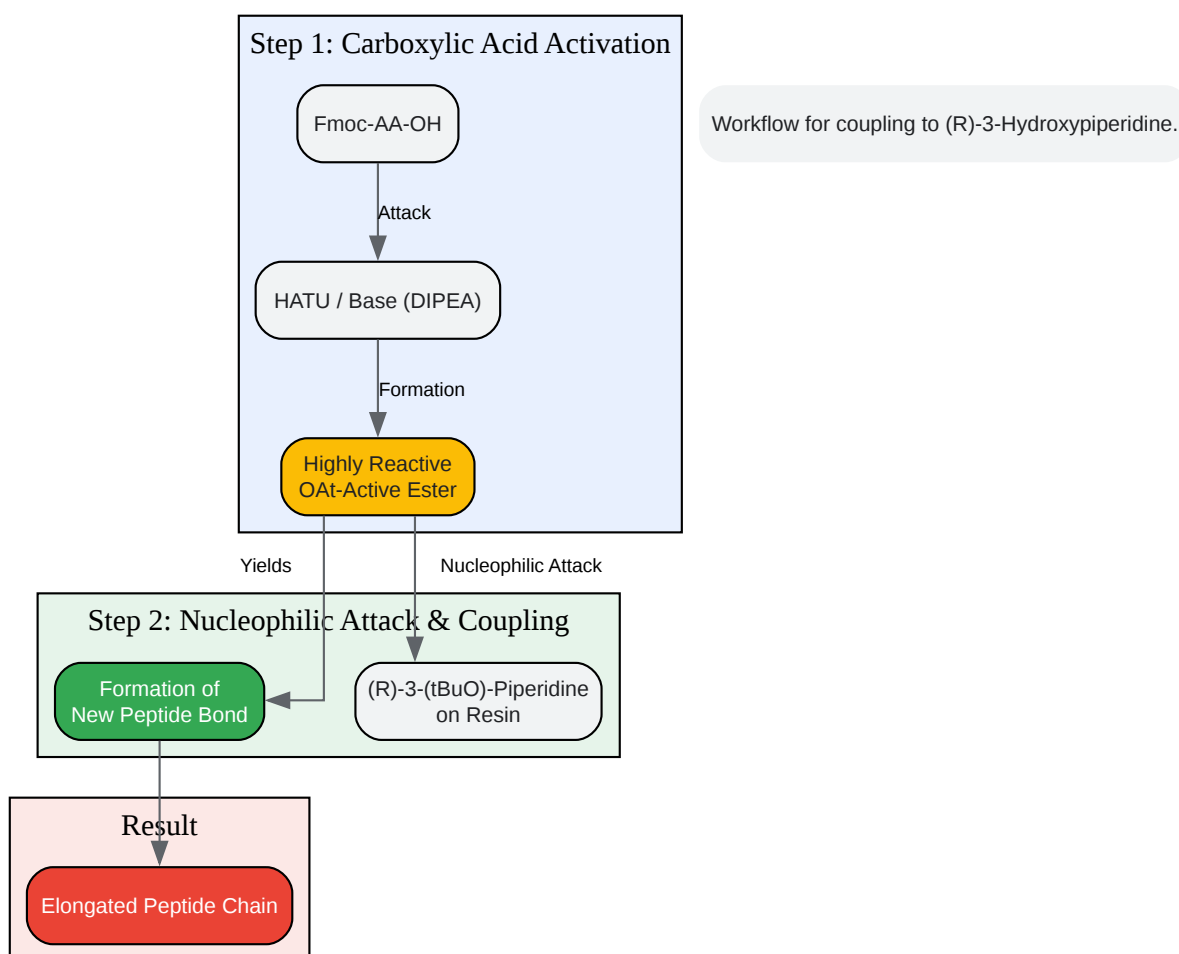 Step 1: Carboxylic Acid Activation
Fmoc-AA-OH
Workflow for coupling to (R)-3-Hydroxypiperidine.
Attack
HATU / Base (DIPEA)
Formation
Highly Reactive
OAt-Active Ester
Yields
Nucleophilic Attack
Step 2: Nucleophilic Attack & Coupling
Formation of
New Peptide Bond
(R)-3-(tBuO)-Piperidine
on Resin
Result
Elongated Peptide Chain